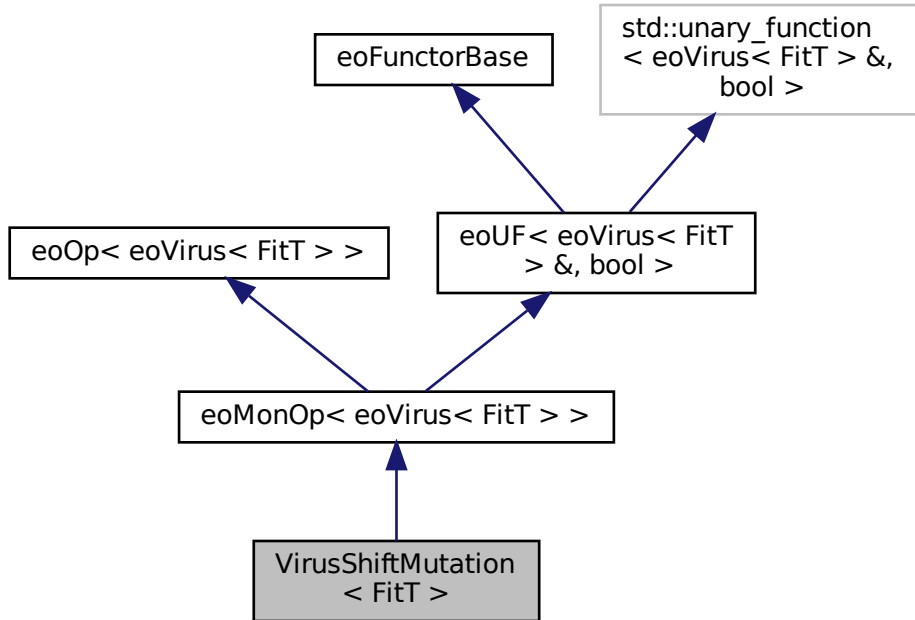 std::unary_function
< eoVirus< FitT > &,
bool >
eoFunctorBase
eoUF< eoVirus< FitT
> &, bool >
eoOp< eoVirus< FitT > >
eoMonOp< eoVirus< FitT > >
VirusShiftMutation
< FitT >